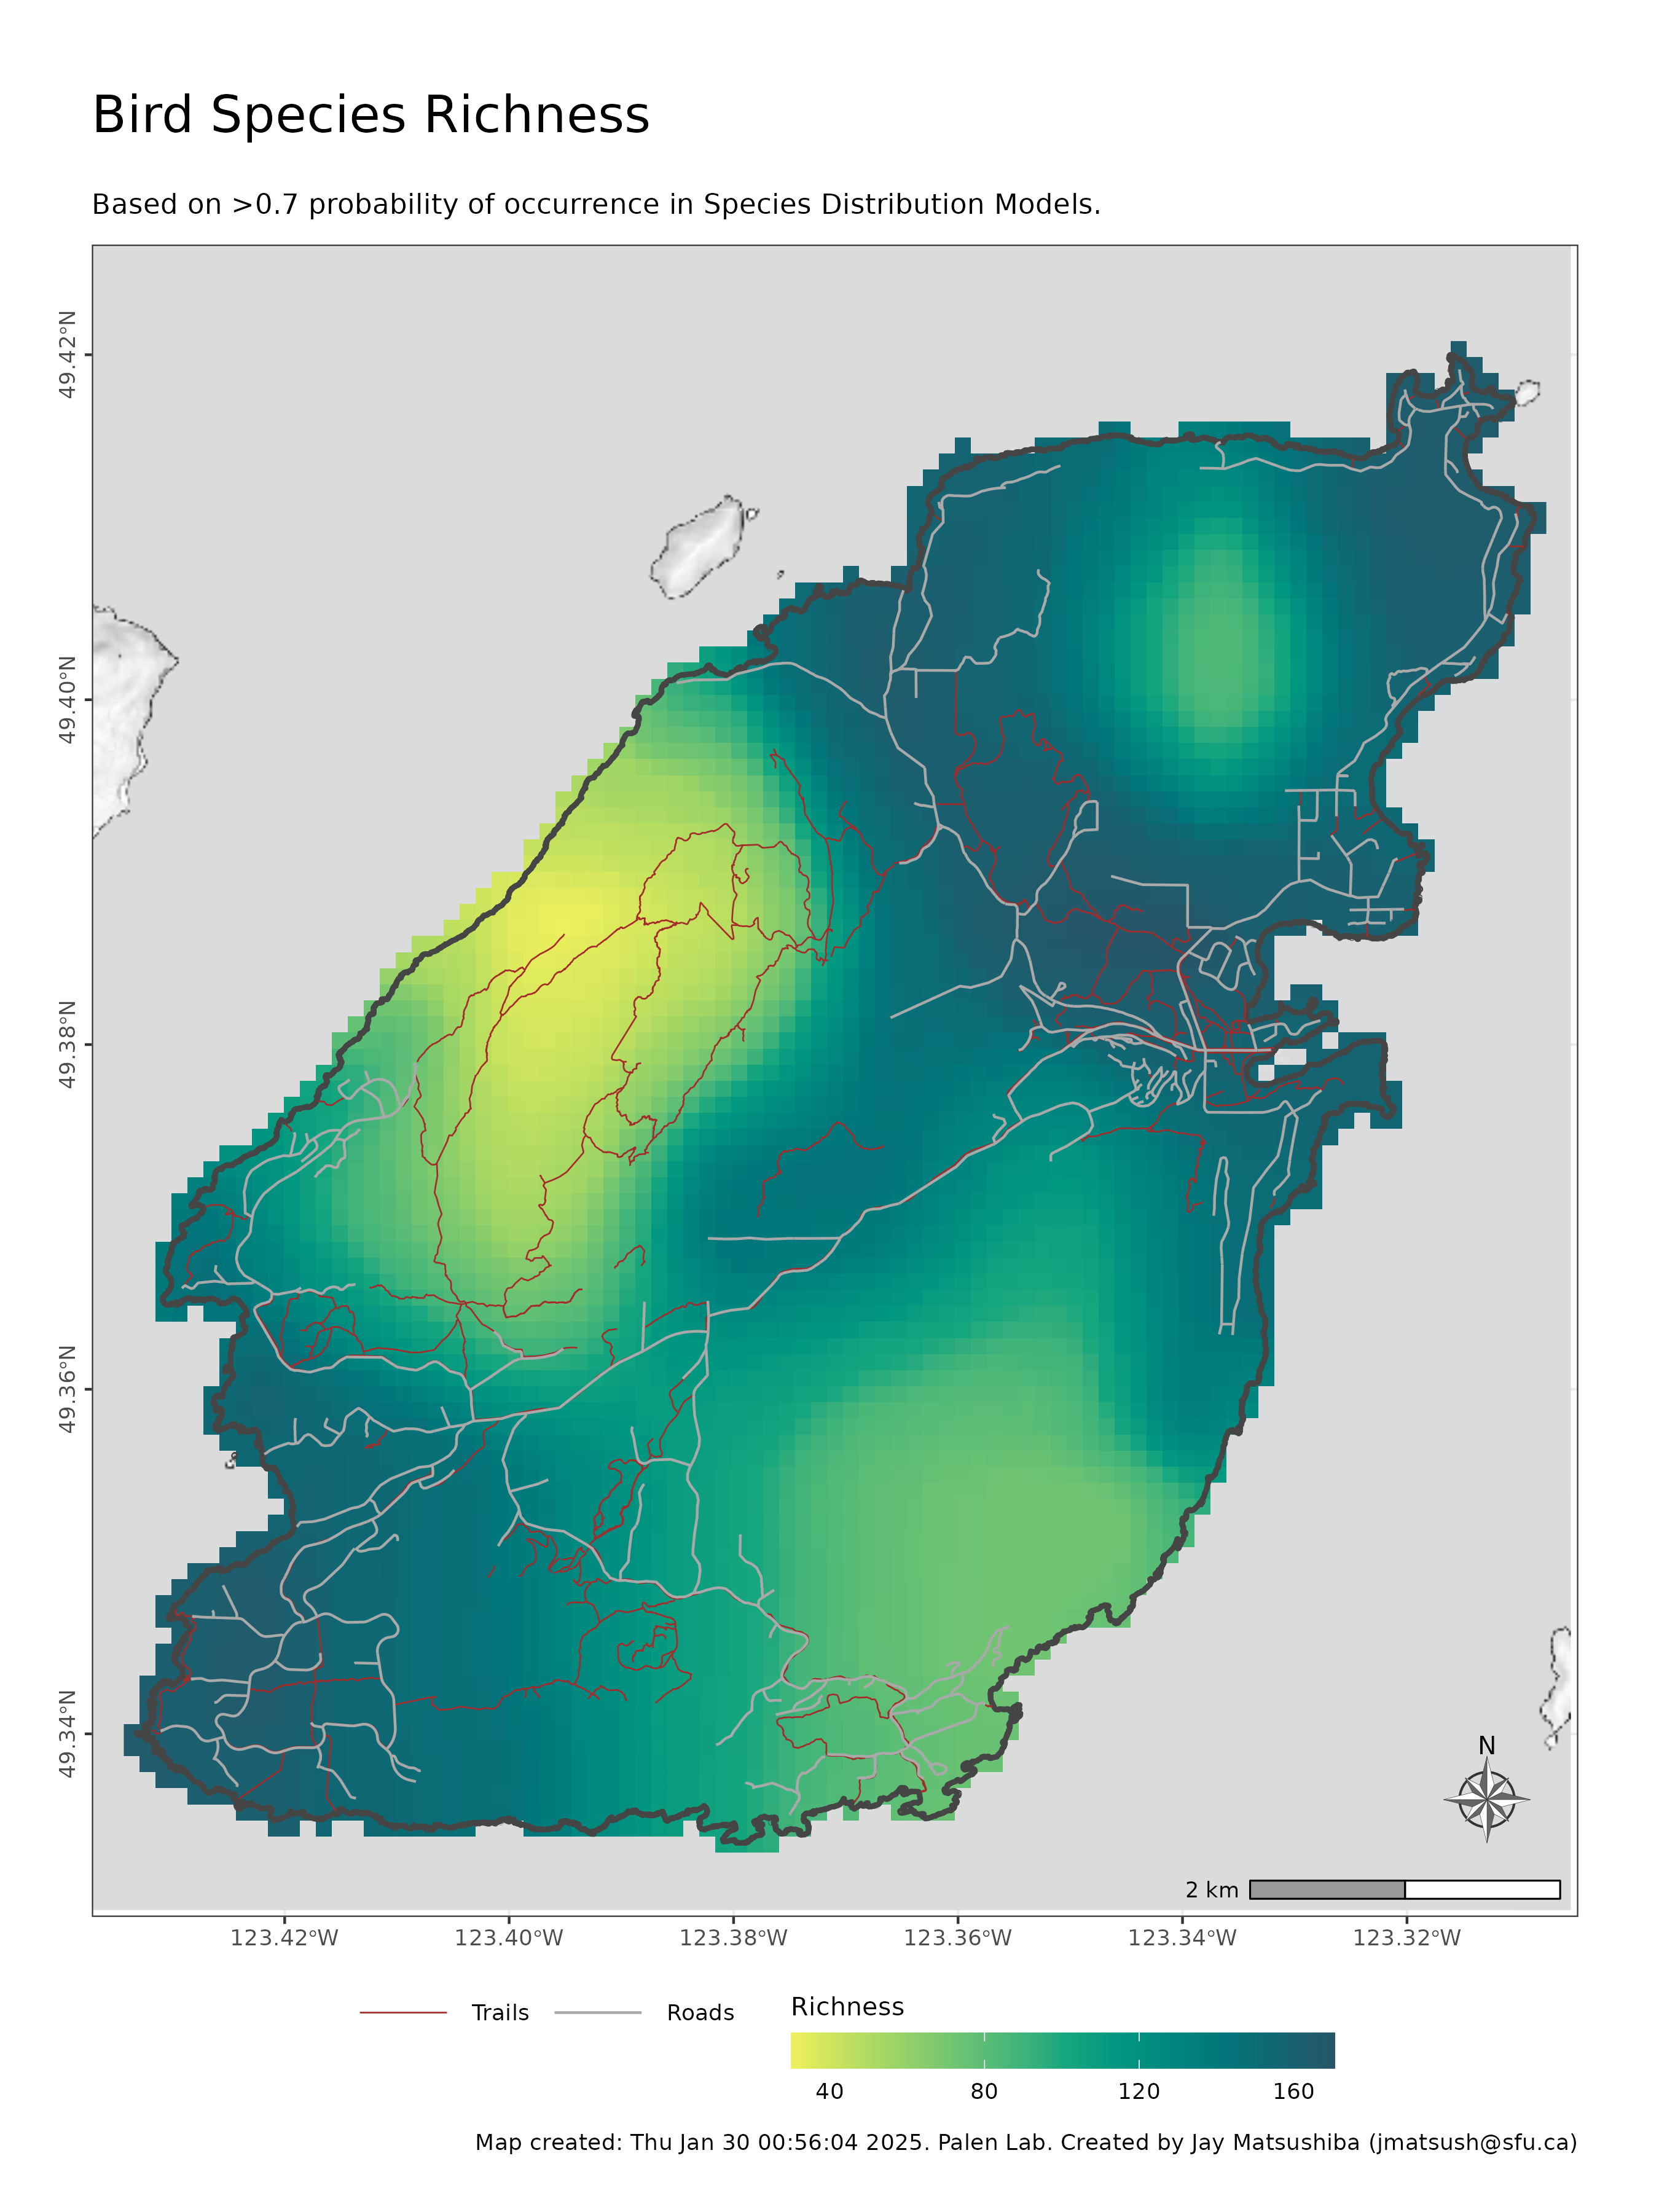 Bird Species Richness
Based on >0.7 probability of occurrence in Species Distribution Models.
49.42°N
49.40°N
49.38°N
49.36°N
49.34°N
N
2 km
123.42°W
123.40°W
123.38°W
123.36°W
123.34°W
123.32°W
Trails
Roads
Richness
40
80
120
160
Map created: Thu Jan 30 00:56:04 2025. Palen Lab. Created by Jay Matsushiba (jmatsush@sfu.ca)